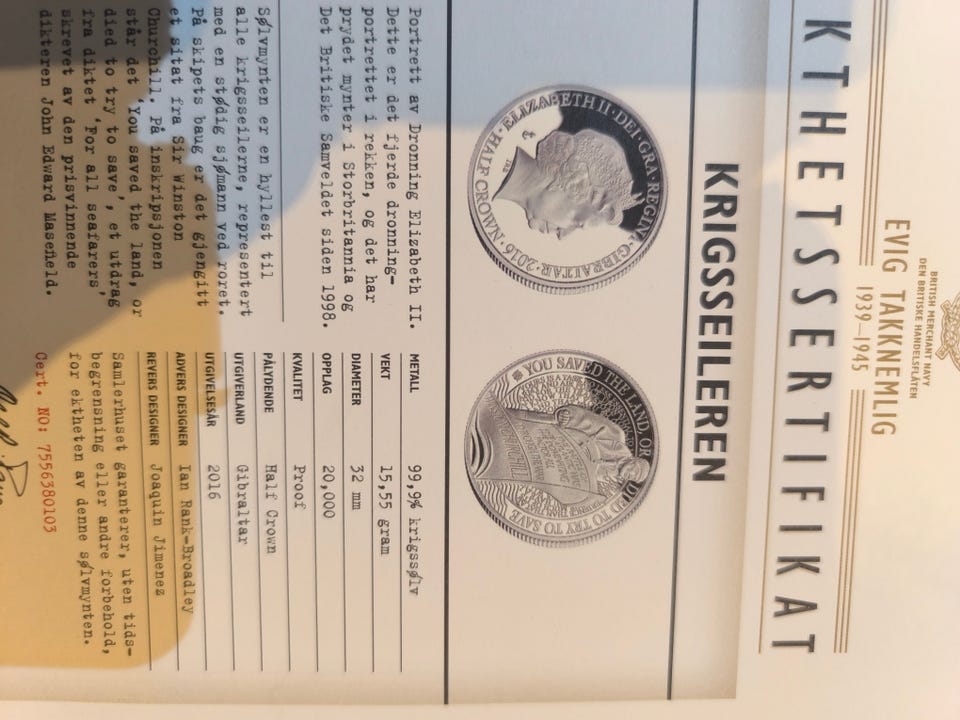 BRITISH MERCHANT NAVY
DEN BRITISKE HANDELSFLÅTEN
EVIG TAKKNEMLIG
1939–1945
KTHETSSERTIFIKAT
KRIGSSEILEREN
ELIZABETH II · DEI · GRA · REGINA · GIBRALTAR · 2016
HALF CROWN
YOU SAVED THE LAND, OR
DIED TO TRY TO SAVE
Portrett av Dronning Elizabeth II.
Dette er det fjerde dronning-
portrettet i rekken, og det har
prydet mynter i Storbritannia og
Det Britiske Samveldet siden 1998.
Sølvmynten er en hyllest til
alle krigsseilerne, representert
med en stødig sjømann ved roret.
På skipets baug er det gjengitt
et sitat fra Sir Winston
Churchill. På inskripsjonen
står det 'You saved the land, or
died to try to save', et utdrag
fra diktet 'For all seafarers',
skrevet av den prisvinnende
dikteren John Edward Masefield.
METALL 99,9% krigssølv
VEKT 15,55 gram
DIAMETER 32 mm
OPPLAG 20,000
KVALITET Proof
PÅLYDENDE Half Crown
UTGIVERLAND Gibraltar
UTGIVELSESÅR 2016
ADVERS DESIGNER Ian Rank-Broadley
REVERS DESIGNER Joaquin Jimenez
Samlerhuset garanterer, uten tids-
begrensning eller andre forbehold,
for ektheten av denne sølvmynten.
Cert. NO: 7556380103